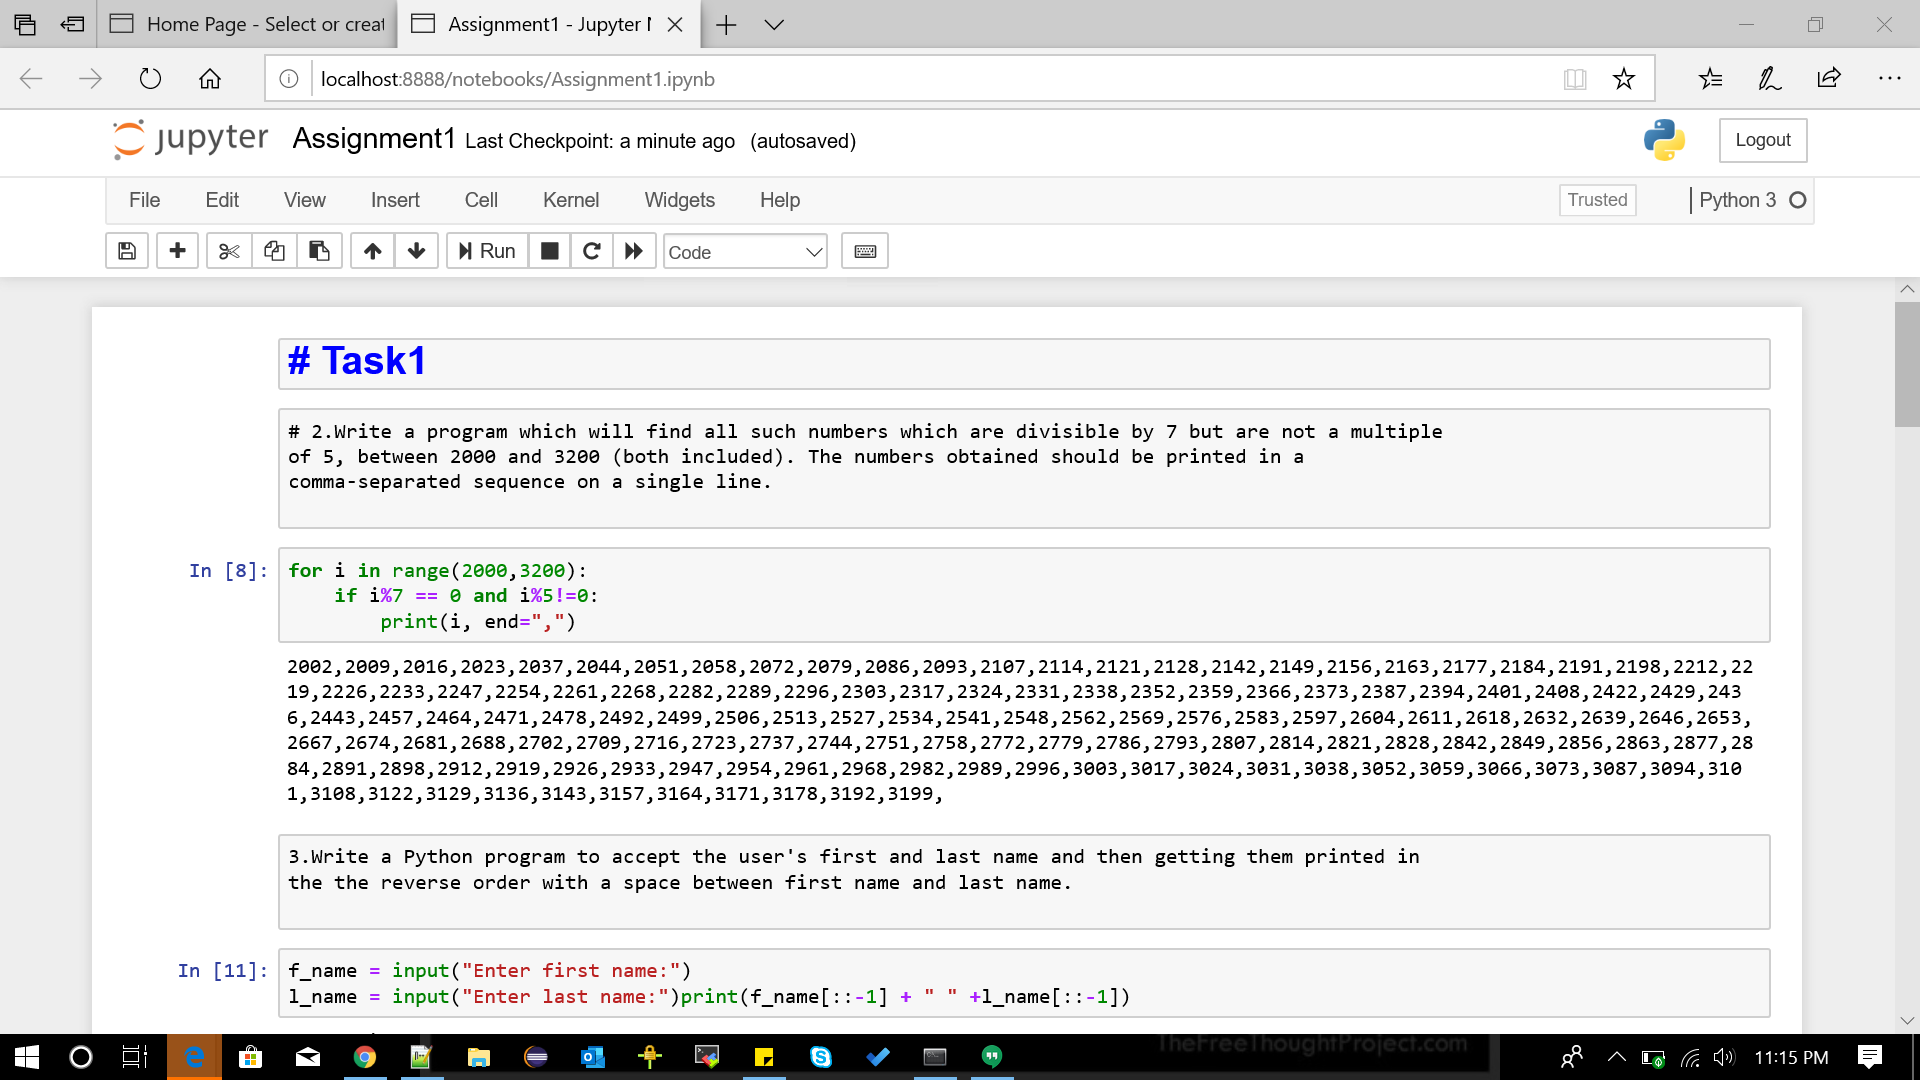 Home Page - Select or creat
Assignment1 - Jupyter N
localhost:8888/notebooks/Assignment1.ipynb
jupyter Assignment1 Last Checkpoint: a minute ago (autosaved)
Logout
File Edit View Insert Cell Kernel Widgets Help
Trusted
Python 3
Run
Code
# Task1
# 2.Write a program which will find all such numbers which are divisible by 7 but are not a multiple
of 5, between 2000 and 3200 (both included). The numbers obtained should be printed in a
comma-separated sequence on a single line.
In [8]: for i in range(2000,3200):
if i%7 == 0 and i%5!=0:
print(i, end=",")
2002,2009,2016,2023,2037,2044,2051,2058,2072,2079,2086,2093,2107,2114,2121,2128,2142,2149,2156,2163,2177,2184,2191,2198,2212,22
19,2226,2233,2247,2254,2261,2268,2282,2289,2296,2303,2317,2324,2331,2338,2352,2359,2366,2373,2387,2394,2401,2408,2422,2429,243
6,2443,2457,2464,2471,2478,2492,2499,2506,2513,2527,2534,2541,2548,2562,2569,2576,2583,2597,2604,2611,2618,2632,2639,2646,2653,
2667,2674,2681,2688,2702,2709,2716,2723,2737,2744,2751,2758,2772,2779,2786,2793,2807,2814,2821,2828,2842,2849,2856,2863,2877,28
84,2891,2898,2912,2919,2926,2933,2947,2954,2961,2968,2982,2989,2996,3003,3017,3024,3031,3038,3052,3059,3066,3073,3087,3094,310
1,3108,3122,3129,3136,3143,3157,3164,3171,3178,3192,3199,
3.Write a Python program to accept the user's first and last name and then getting them printed in
the the reverse order with a space between first name and last name.
In [11]: f_name = input("Enter first name:")
l_name = input("Enter last name:")print(f_name[::-1] + " " +l_name[::-1])
TheFreeThoughtProject.com
11:15 PM